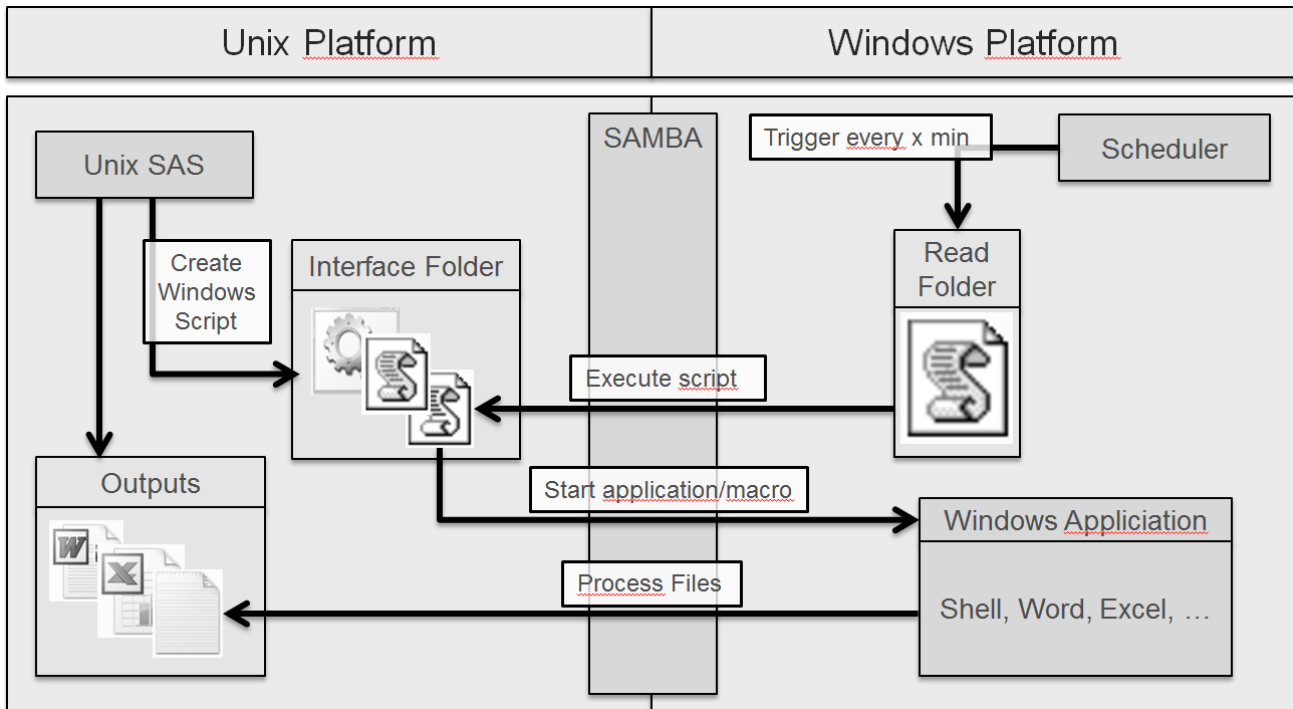 Unix Platform
Windows Platform
Unix SAS
SAMBA
Trigger every x min
Scheduler
Create
Windows
Script
Interface Folder
Read
Folder
Execute script
Outputs
Start application/macro
Windows Appliciation
Process Files
Shell, Word, Excel, …
W
X